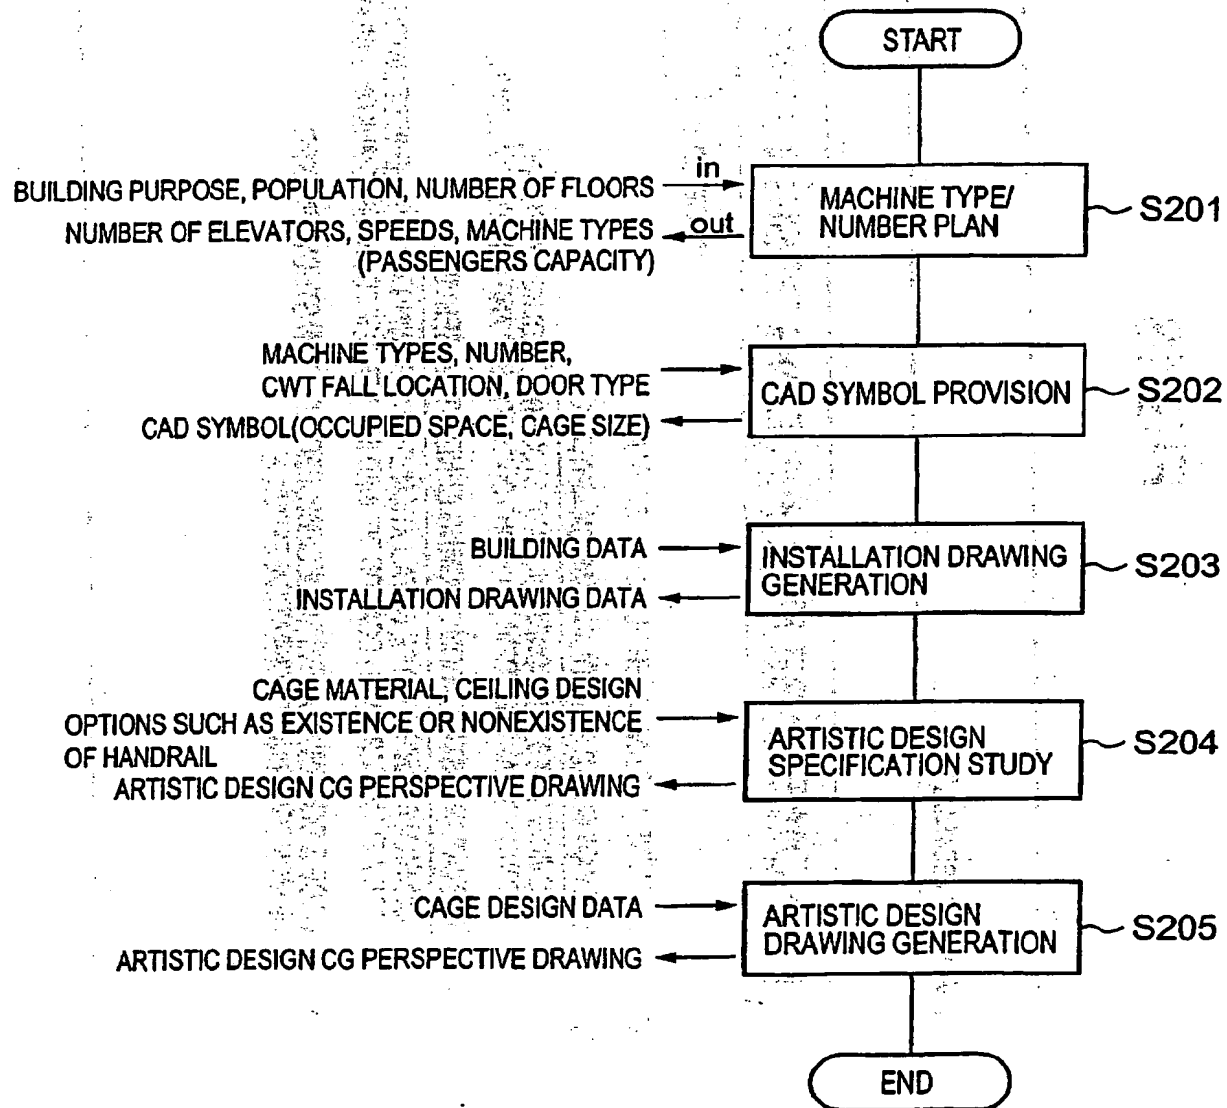 START
in
BUILDING PURPOSE, POPULATION, NUMBER OF FLOORS
MACHINE TYPE/
NUMBER PLAN
S201
NUMBER OF ELEVATORS, SPEEDS, MACHINE TYPES
out
(PASSENGERS CAPACITY)
MACHINE TYPES, NUMBER,
CWT FALL LOCATION, DOOR TYPE
CAD SYMBOL PROVISION
S202
CAD SYMBOL(OCCUPIED SPACE, CAGE SIZE)
BUILDING DATA
INSTALLATION DRAWING
GENERATION
S203
INSTALLATION DRAWING DATA
CAGE MATERIAL, CEILING DESIGN
OPTIONS SUCH AS EXISTENCE OR NONEXISTENCE
OF HANDRAIL
ARTISTIC DESIGN
SPECIFICATION STUDY
S204
ARTISTIC DESIGN CG PERSPECTIVE DRAWING
CAGE DESIGN DATA
ARTISTIC DESIGN
DRAWING GENERATION
S205
ARTISTIC DESIGN CG PERSPECTIVE DRAWING
END